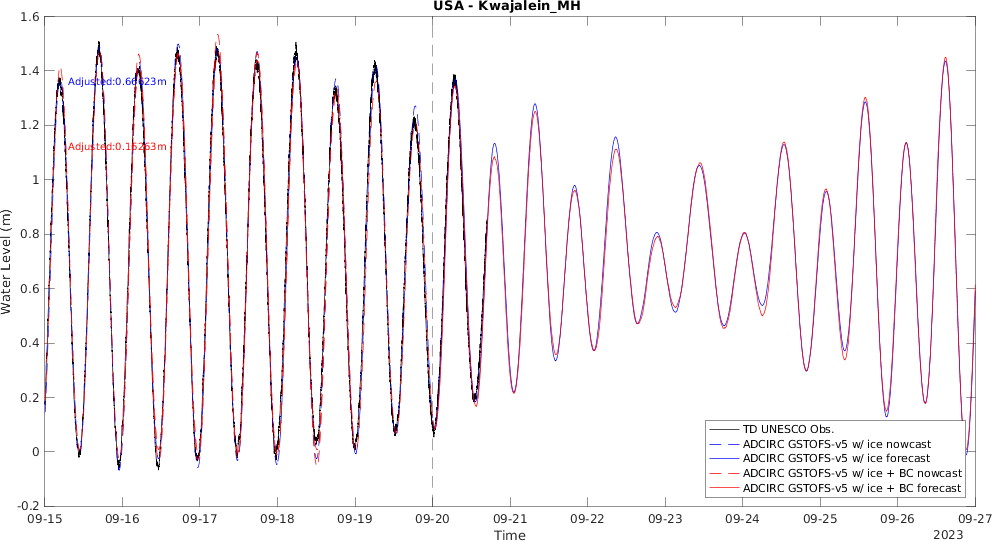 USA - Kwajalein_MH
1.6
1.4
1.2
1
0.8
0.6
0.4
0.2
0
-0.2
Water Level (m)
Adjusted:0.66623m
Adjusted:0.15263m
TD UNESCO Obs.
ADCIRC GSTOFS-v5 w/ ice nowcast
ADCIRC GSTOFS-v5 w/ ice forecast
ADCIRC GSTOFS-v5 w/ ice + BC nowcast
ADCIRC GSTOFS-v5 w/ ice + BC forecast
09-15 09-16 09-17 09-18 09-19 09-20 09-21 09-22 09-23 09-24 09-25 09-26 09-27
Time
2023